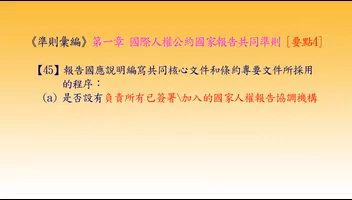 《準則彙編》第一章 國際人權公約國家報告共同準則 [要點4]
【45】報告國應說明編寫共同核心文件和條約專要文件所採用
的程序：
(a) 是否設有負責所有已簽署\加入的國家人權報告協調機構